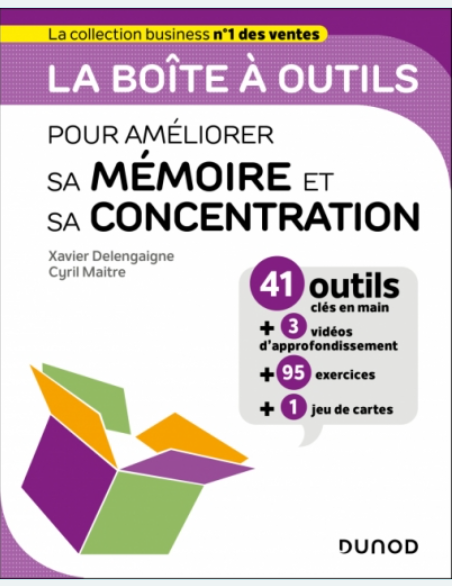 La collection business n°1 des ventes
LA BOÎTE À OUTILS
POUR AMÉLIORER
SA MÉMOIRE ET
SA CONCENTRATION
Xavier Delengaigne
Cyril Maitre
41 outils
clés en main
+ 3 vidéos
d'approfondissement
+ 95 exercices
+ 1 jeu de cartes
DUNOD